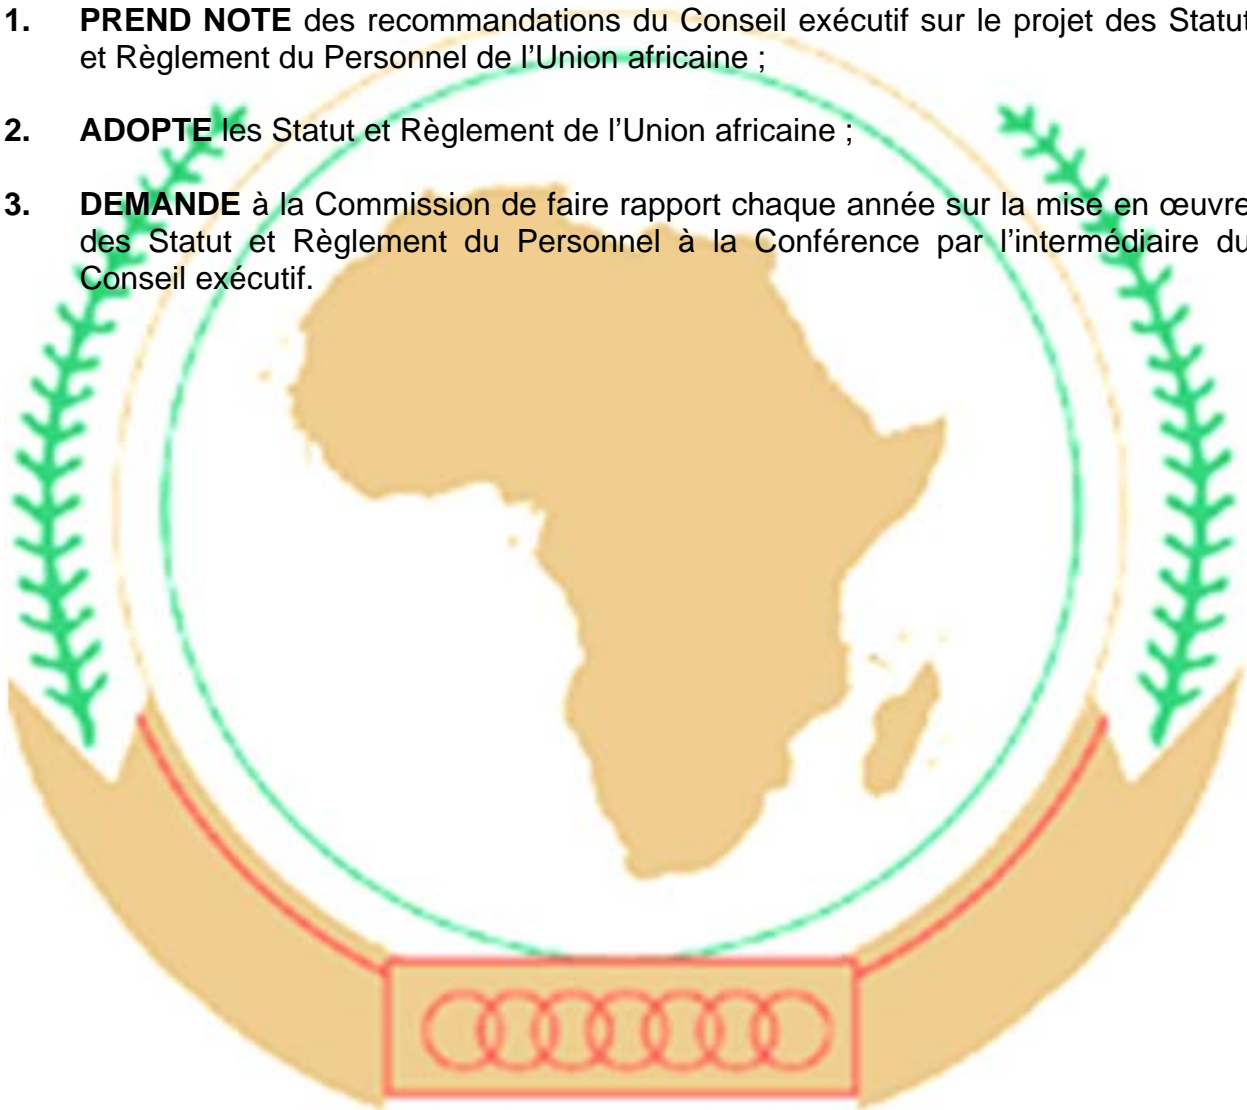 1. PREND NOTE des recommandations du Conseil exécutif sur le projet des Statut
et Règlement du Personnel de l’Union africaine ;
2. ADOPTE les Statut et Règlement de l’Union africaine ;
3. DEMANDE à la Commission de faire rapport chaque année sur la mise en œuvre
des Statut et Règlement du Personnel à la Conférence par l’intermédiaire du
Conseil exécutif.